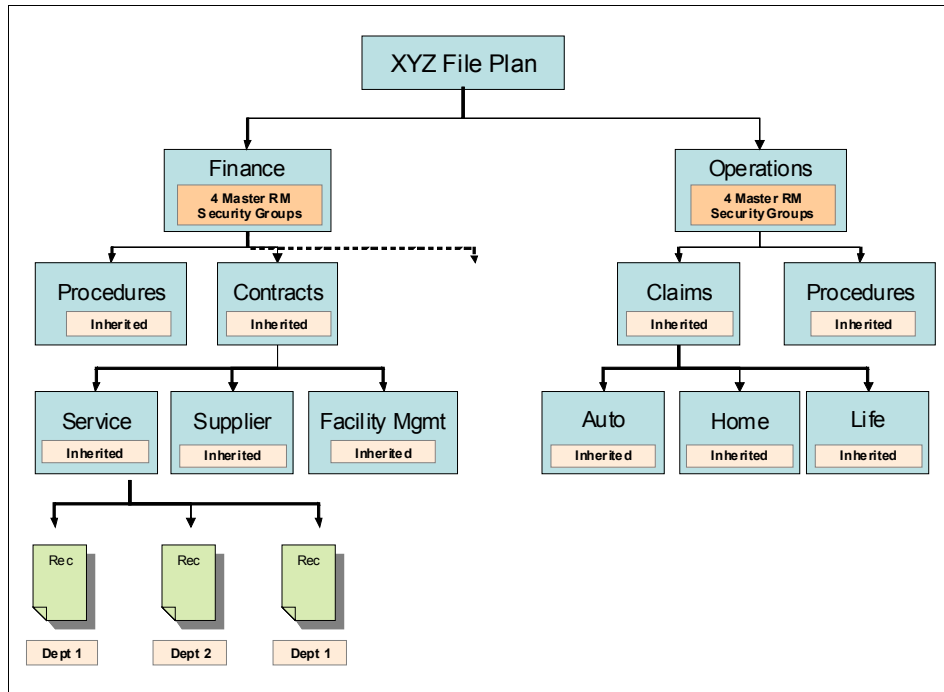 XYZ File Plan
Finance
4 Master RM
Security Groups
Operations
4 Master RM
Security Groups
Procedures
Inherited
Contracts
Inherited
Claims
Inherited
Procedures
Inherited
Service
Inherited
Supplier
Inherited
Facility Mgmt
Inherited
Auto
Inherited
Home
Inherited
Life
Inherited
Rec
Rec
Rec
Dept 1
Dept 2
Dept 1